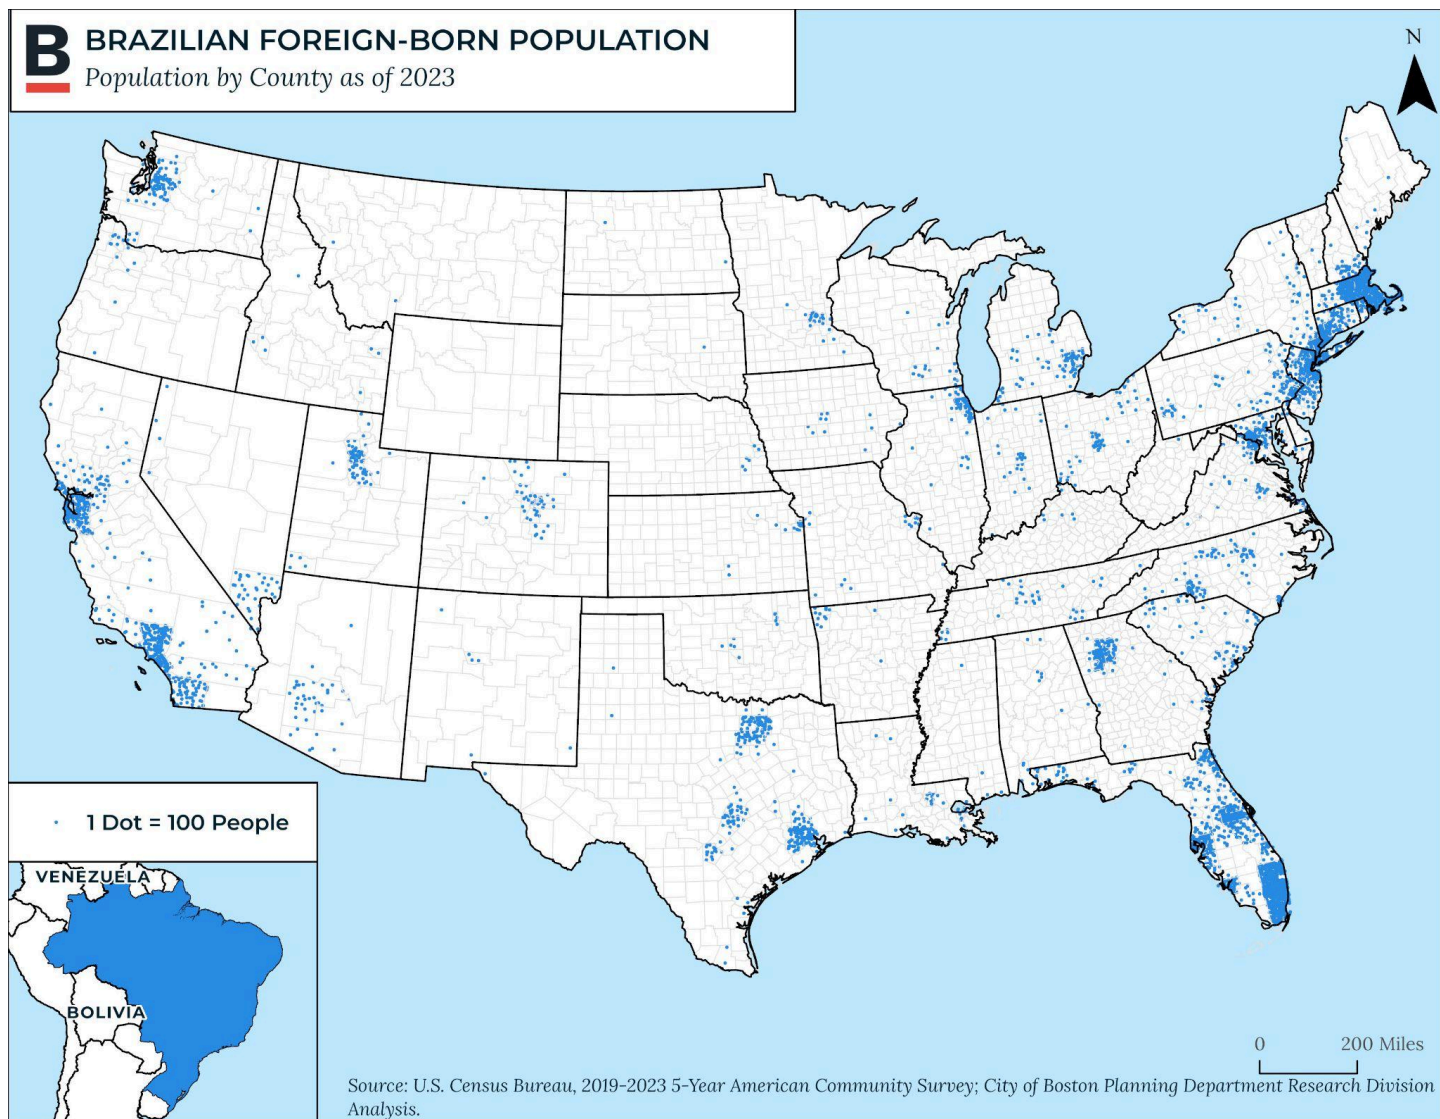 B
BRAZILIAN FOREIGN-BORN POPULATION
Population by County as of 2023
N
1 Dot = 100 People
VENEZUELA
BOLIVIA
0 200 Miles
Source: U.S. Census Bureau, 2019-2023 5-Year American Community Survey; City of Boston Planning Department Research Division
Analysis.